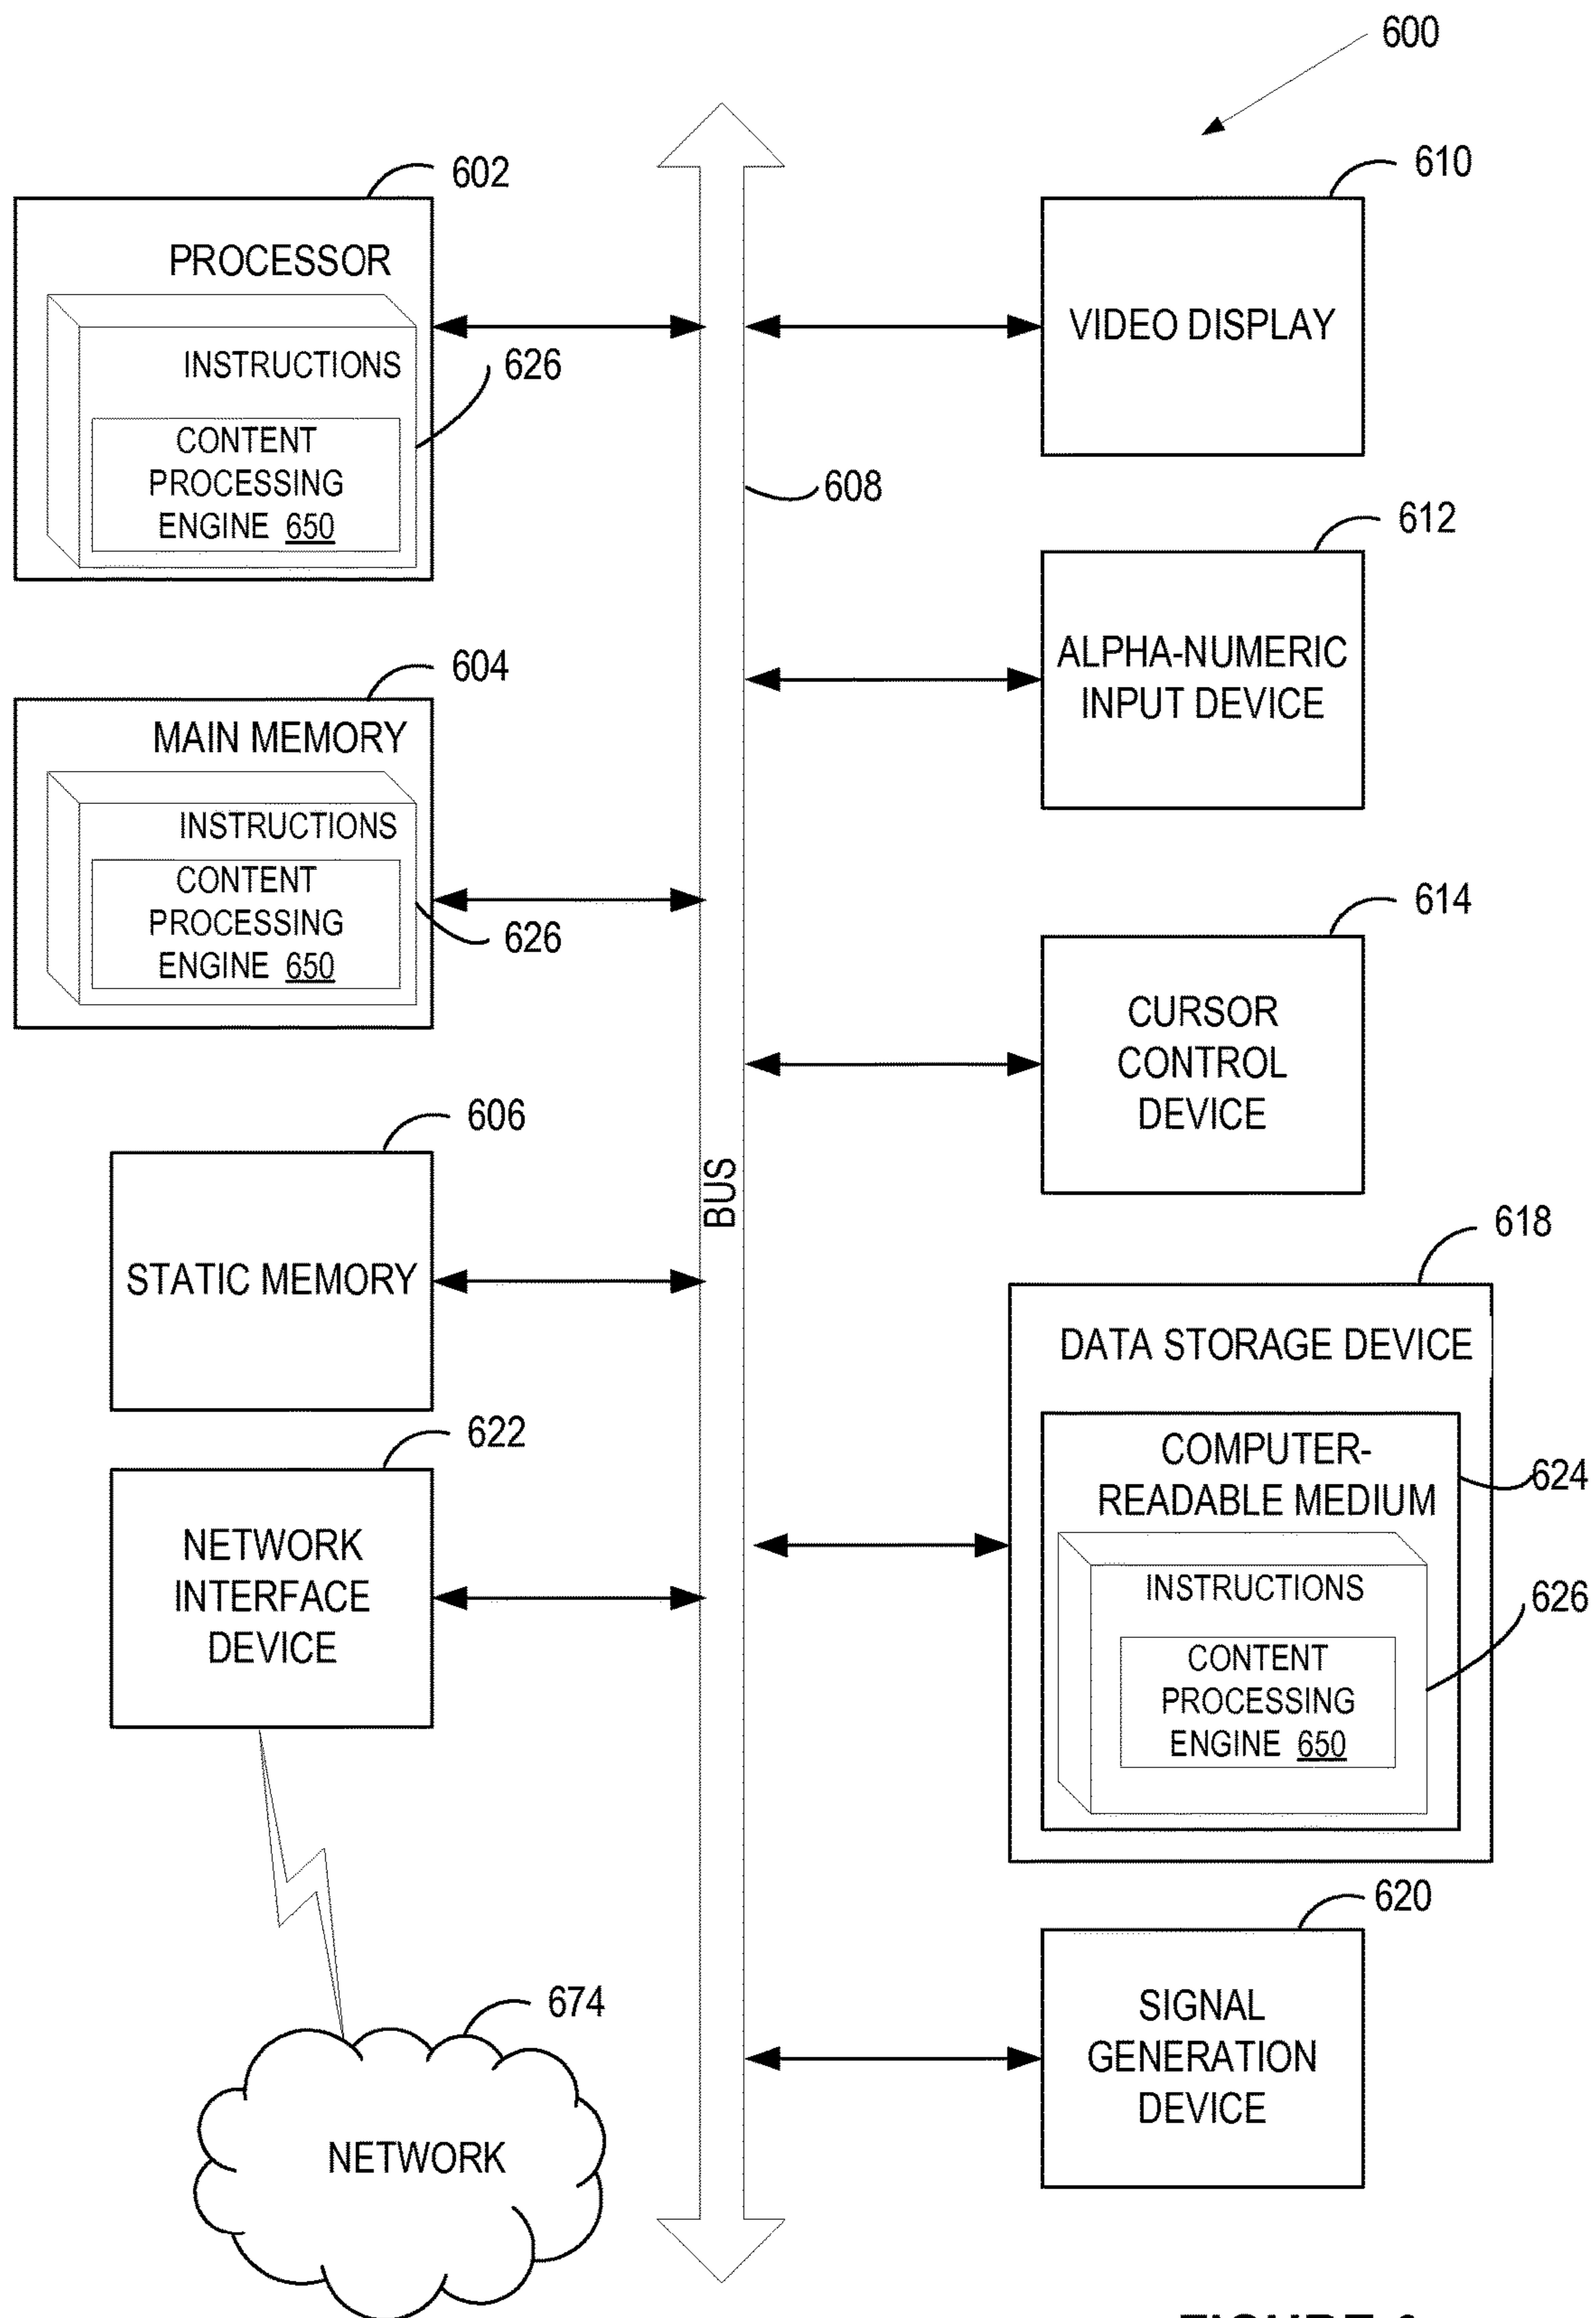 600
602
PROCESSOR
INSTRUCTIONS
626
CONTENT
PROCESSING
ENGINE 650
604
MAIN MEMORY
INSTRUCTIONS
CONTENT
PROCESSING
ENGINE 650
626
606
STATIC MEMORY
622
NETWORK
INTERFACE
DEVICE
674
NETWORK
608
BUS
610
VIDEO DISPLAY
612
ALPHA-NUMERIC
INPUT DEVICE
614
CURSOR
CONTROL
DEVICE
618
DATA STORAGE DEVICE
COMPUTER-
READABLE MEDIUM
624
INSTRUCTIONS
626
CONTENT
PROCESSING
ENGINE 650
620
SIGNAL
GENERATION
DEVICE